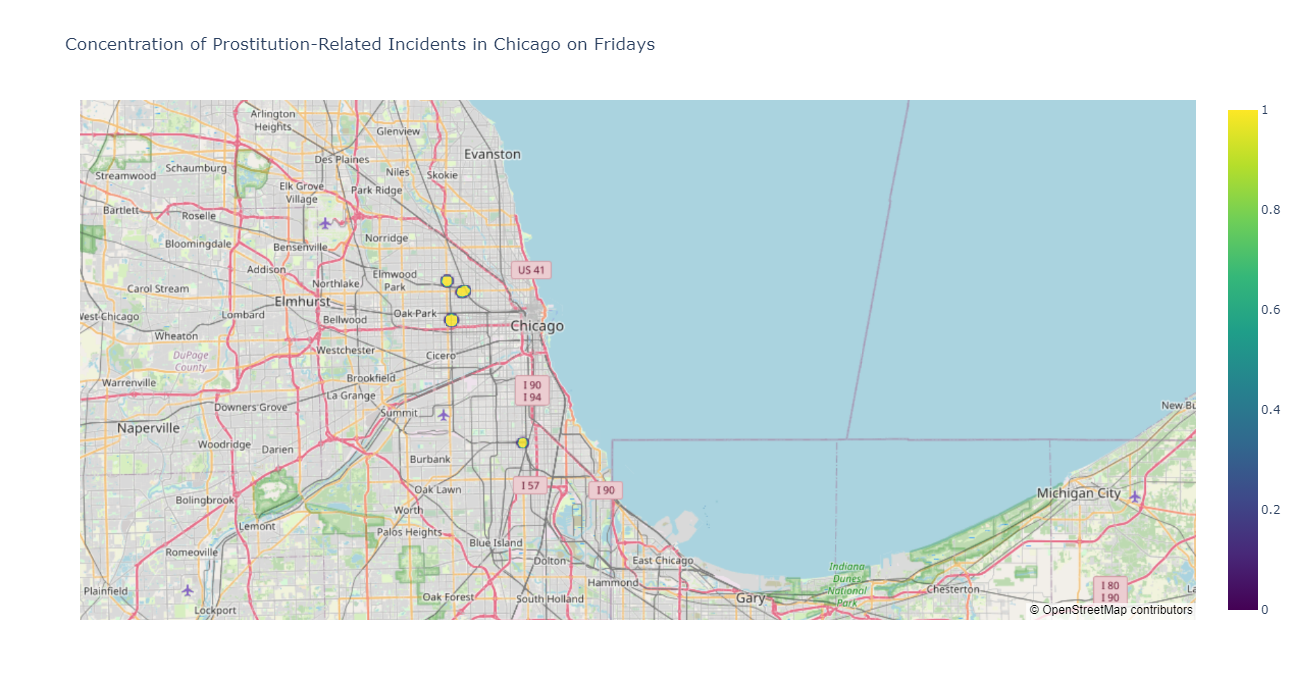 Concentration of Prostitution-Related Incidents in Chicago on Fridays
Arlington
Heights
Glenview
Evanston
Des Plaines
Schaumburg
Streamwood
Niles
Skokie
Elk Grove
Village
Park Ridge
Bartlett
Roselle
Norridge
Bloomingdale
Bensenville
Addison
Elmwood
Park
US 41
Northlake
Carol Stream
Elmhurst
West Chicago
Lombard
Bellwood
Oak Park
Chicago
Wheaton
DuPage
County
Westchester
Cicero
Warrenville
Brookfield
I 90
I 94
La Grange
Downers Grove
Summit
New Bu
Naperville
Woodridge
Darien
Burbank
I 57
I 90
Oak Lawn
Bolingbrook
Michigan City
Worth
Lemont
Palos Heights
Blue Island
Romeoville
Dolton
East Chicago
Indiana
Dunes
National
Park
Plainfield
Hammond
Chesterton
I 80
I 90
La
Oak Forest
South Holland
Gary
Lockport
© OpenStreetMap contributors
1
0.8
0.6
0.4
0.2
0